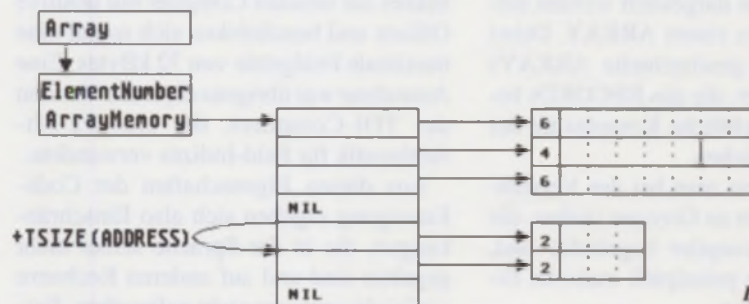 Array
ElementNumber
ArrayMemory
6
4
6
NIL
+TSIZE(ADDRESS)
2
2
NIL